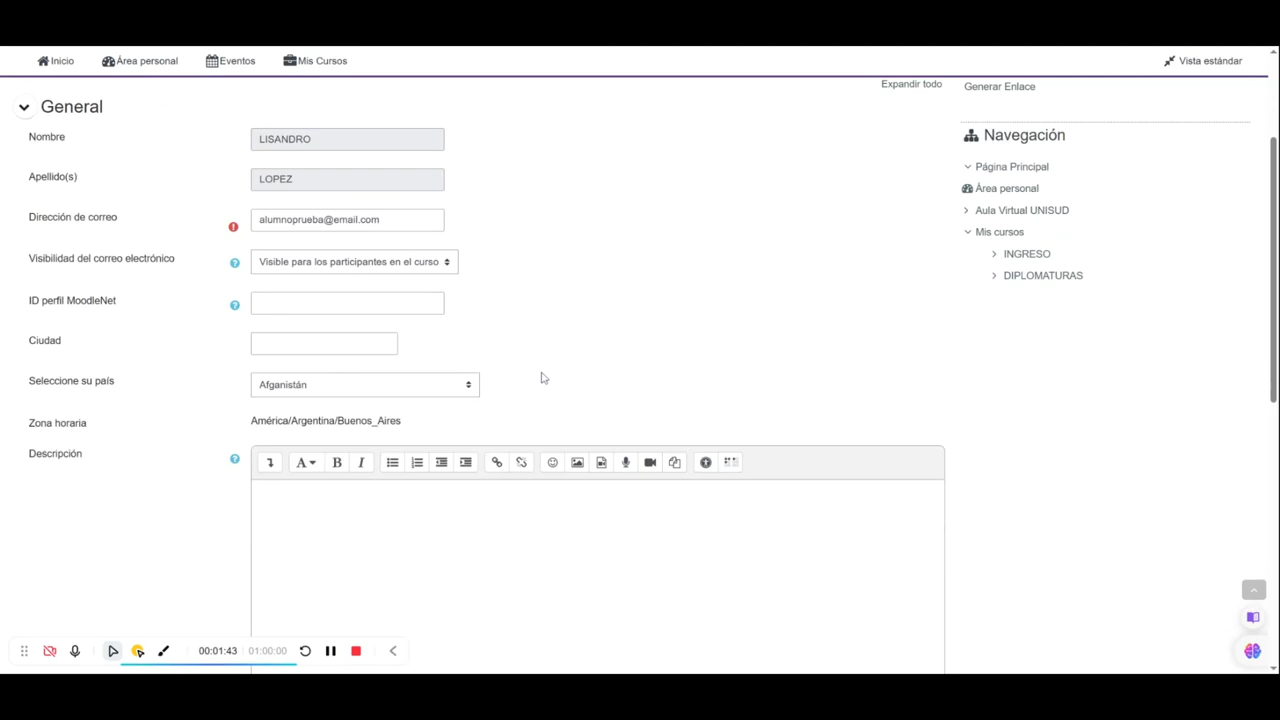 Inicio Área personal Eventos Mis Cursos Vista estándar
Expandir todo
Generar Enlace
General
Nombre LISANDRO
Apellido(s) LOPEZ
Dirección de correo alumnoprueba@email.com
Visibilidad del correo electrónico Visible para los participantes en el curso
ID perfil MoodleNet
Ciudad
Seleccione su país Afganistán
Zona horaria América/Argentina/Buenos_Aires
Descripción
A B I
Navegación
Página Principal
Área personal
Aula Virtual UNISUD
Mis cursos
INGRESO
DIPLOMATURAS
00:01:43 01:00:00